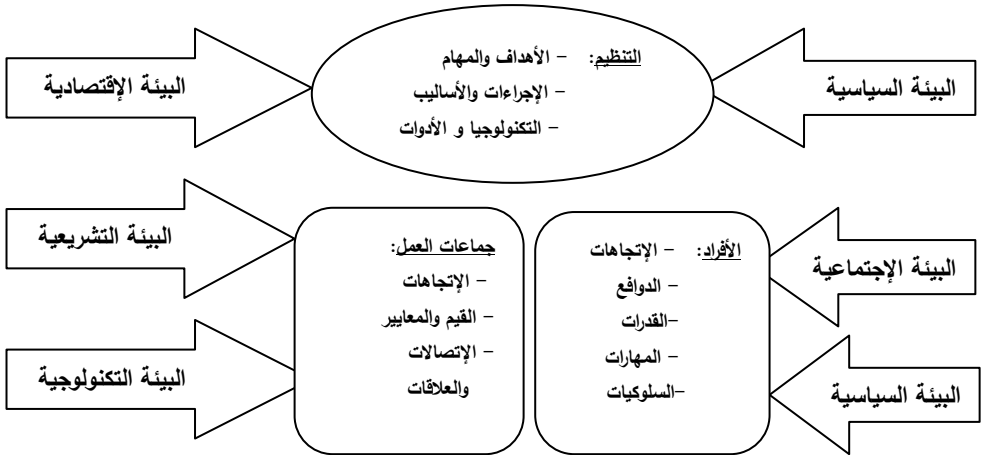 البيئة السياسية
التنظيم: – الأهداف والمهام
– الإجراءات والأساليب
– التكنولوجيا و الأدوات
البيئة الإقتصادية
البيئة الإجتماعية
البيئة السياسية
الأفراد: – الإتجاهات
– الدوافع
–القدرات
– المهارات
–السلوكيات
جماعات العمل:
– الإتجاهات
– القيم والمعايير
– الإتصالات
والعلاقات
البيئة التشريعية
البيئة التكنولوجية